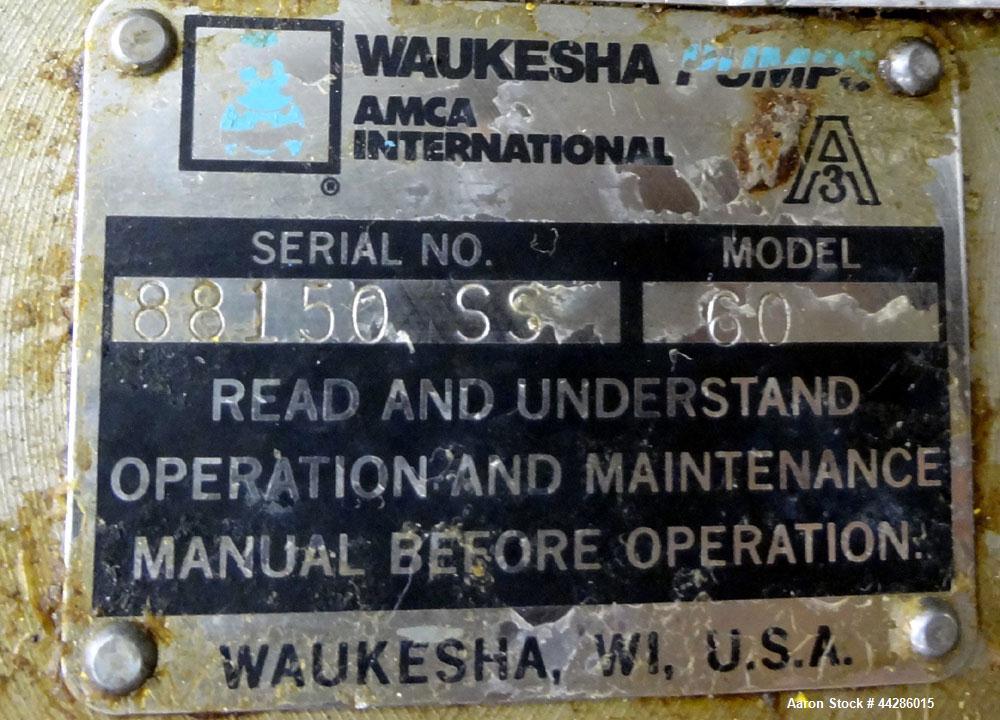 WAUKESHA PUMPS
AMCA
INTERNATIONAL
®
A
3
SERIAL NO. MODEL
88150 SS 60
READ AND UNDERSTAND
OPERATION AND MAINTENANCE
MANUAL BEFORE OPERATION.
WAUKESHA, WI, U.S.A.
Aaron Stock # 44286015